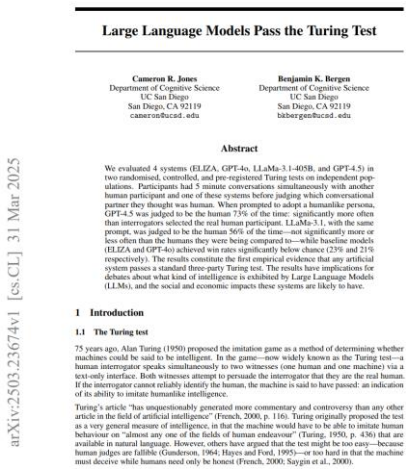 Large Language Models Pass the Turing Test
Cameron R. Jones
Department of Cognitive Science
UC San Diego
San Diego, CA 92119
cameron@ucsd.edu
Benjamin K. Bergen
Department of Cognitive Science
UC San Diego
San Diego, CA 92119
bkbergen@ucsd.edu
Abstract
We evaluated 4 systems (ELIZA, GPT-4o, LLaMa-3.1-405B, and GPT-4.5) in
two randomised, controlled, and pre-registered Turing tests on independent pop-
ulations. Participants had 5 minute conversations simultaneously with another
human participant and one of these systems before judging which conversational
partner they thought was human. When prompted to adopt a humanlike persona,
GPT-4.5 was judged to be the human 73% of the time: significantly more often
than interrogators selected the real human participant. LLaMa-3.1, with the same
prompt, was judged to be the human 56% of the time—not significantly more or
less often than the humans they were being compared to—while baseline models
(ELIZA and GPT-4o) achieved win rates significantly below chance (23% and 21%
respectively). The results constitute the first empirical evidence that any artificial
system passes a standard three-party Turing test. The results have implications for
debates about what kind of intelligence is exhibited by Large Language Models
(LLMs), and the social and economic impacts these systems are likely to have.
1 Introduction
1.1 The Turing test
75 years ago, Alan Turing (1950) proposed the imitation game as a method of determining whether
machines could be said to be intelligent. In the game—now widely known as the Turing test—a
human interrogator speaks simultaneously to two witnesses (one human and one machine) via a
text-only interface. Both witnesses attempt to persuade the interrogator that they are the real human.
If the interrogator cannot reliably identify the human, the machine is said to have passed: an indication
of its ability to imitate humanlike intelligence.
Turing's article "has unquestionably generated more commentary and controversy than any other
article in the field of artificial intelligence" (French, 2000, p. 116). Turing originally proposed the test
as a very general measure of intelligence, in that the machine would have to be able to imitate human
behaviour on "almost any one of the fields of human endeavour" (Turing, 1950, p. 436) that are
available in natural language. However, others have argued that the test might be too easy—because
human judges are fallible (Gunderson, 1964; Hayes and Ford, 1995)—or too hard in that the machine
must deceive while humans need only be honest (French, 2000; Saygin et al., 2000).
arXiv:2503.23674v1 [cs.CL] 31 Mar 2025